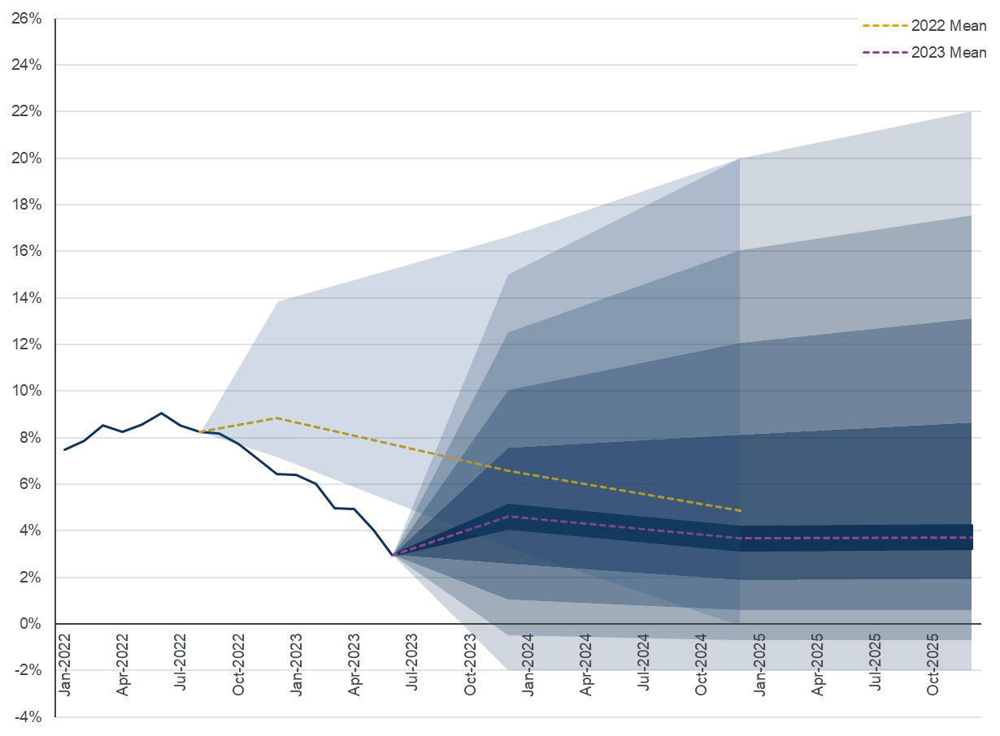 26%
2022 Mean
2023 Mean
24%
22%
20%
18%
16%
14%
12%
10%
8%
6%
4%
2%
0%
-2%
-4%
Jan-2022
Apr-2022
Jul-2022
Oct-2022
Jan-2023
Apr-2023
Jul-2023
Oct-2023
Jan-2024
Apr-2024
Jul-2024
Oct-2024
Jan-2025
Apr-2025
Jul-2025
Oct-2025